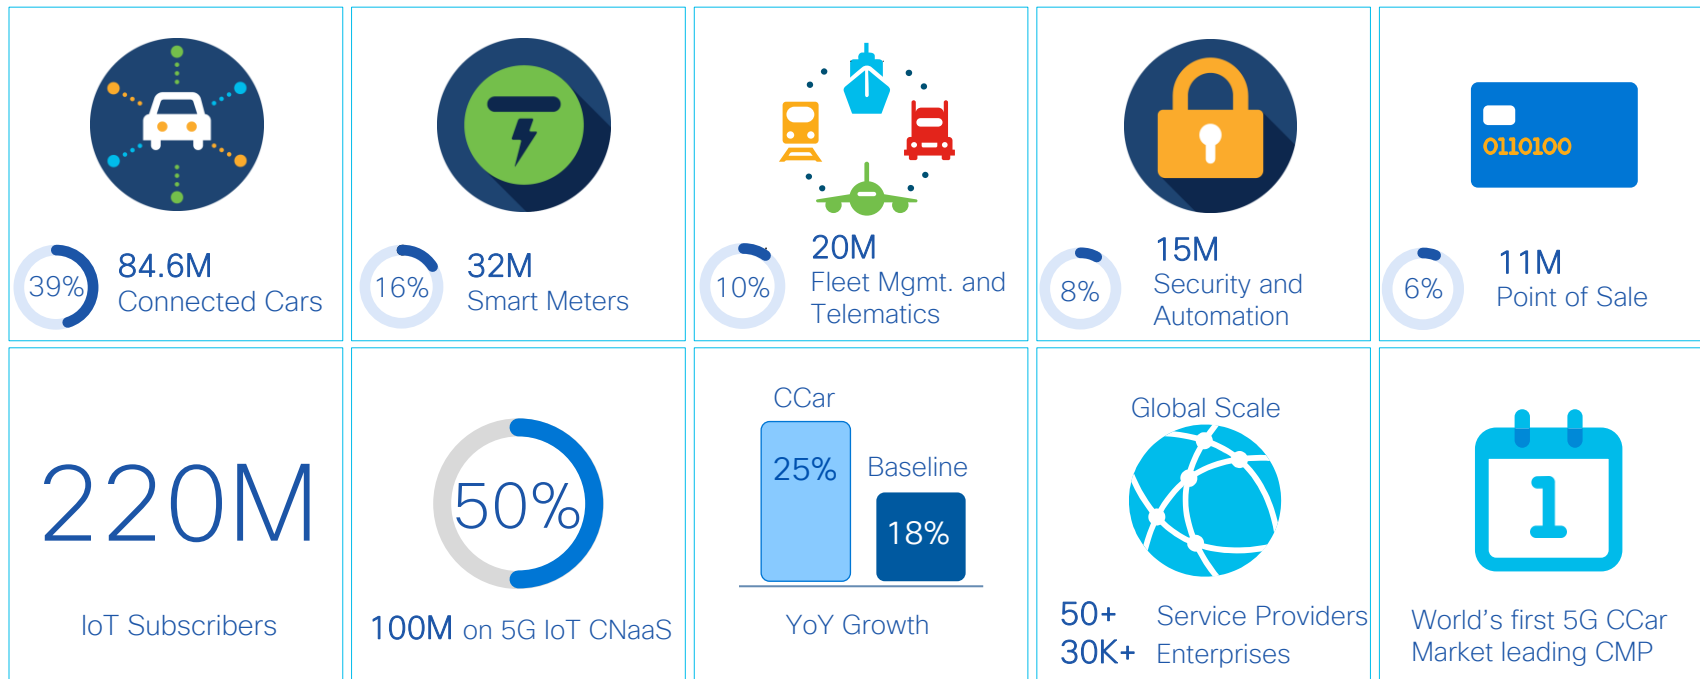 39%
84.6M
Connected Cars
16%
32M
Smart Meters
10%
20M
Fleet Mgmt. and
Telematics
8%
15M
Security and
Automation
0110100
6%
11M
Point of Sale
220M
IoT Subscribers
50%
100M on 5G IoT CNaaS
CCar
25%
Baseline
18%
YoY Growth
Global Scale
50+ Service Providers
30K+ Enterprises
1
World's first 5G CCar
Market leading CMP